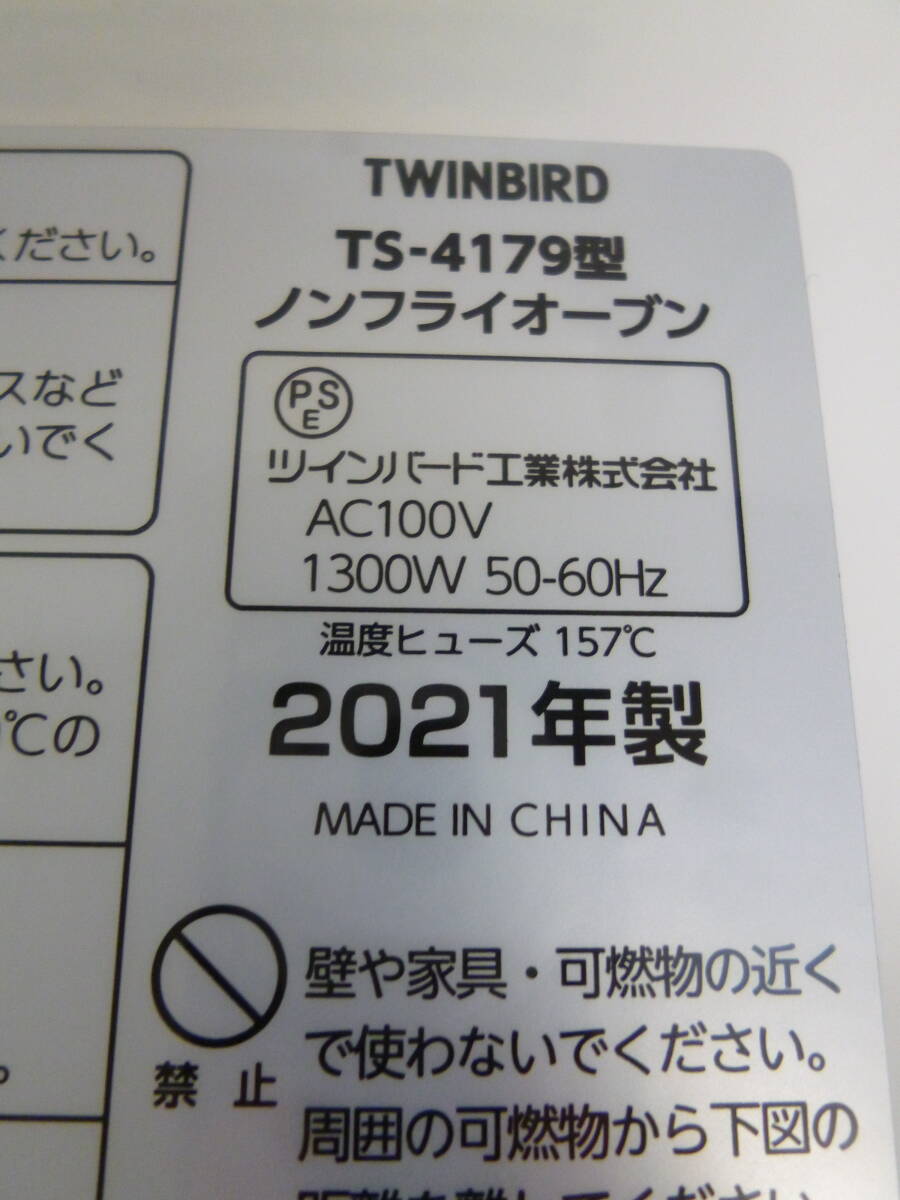 ください。
スなど
いでく
さい。
℃の
TWINBIRD
TS-4179型
ノンフライオーブン
PS
E
ツインバード工業株式会社
AC100V
1300W 50-60Hz
温度ヒューズ 157℃
2021年製
MADE IN CHINA
禁止
壁や家具・可燃物の近く
で使わないでください。
周囲の可燃物から下図の